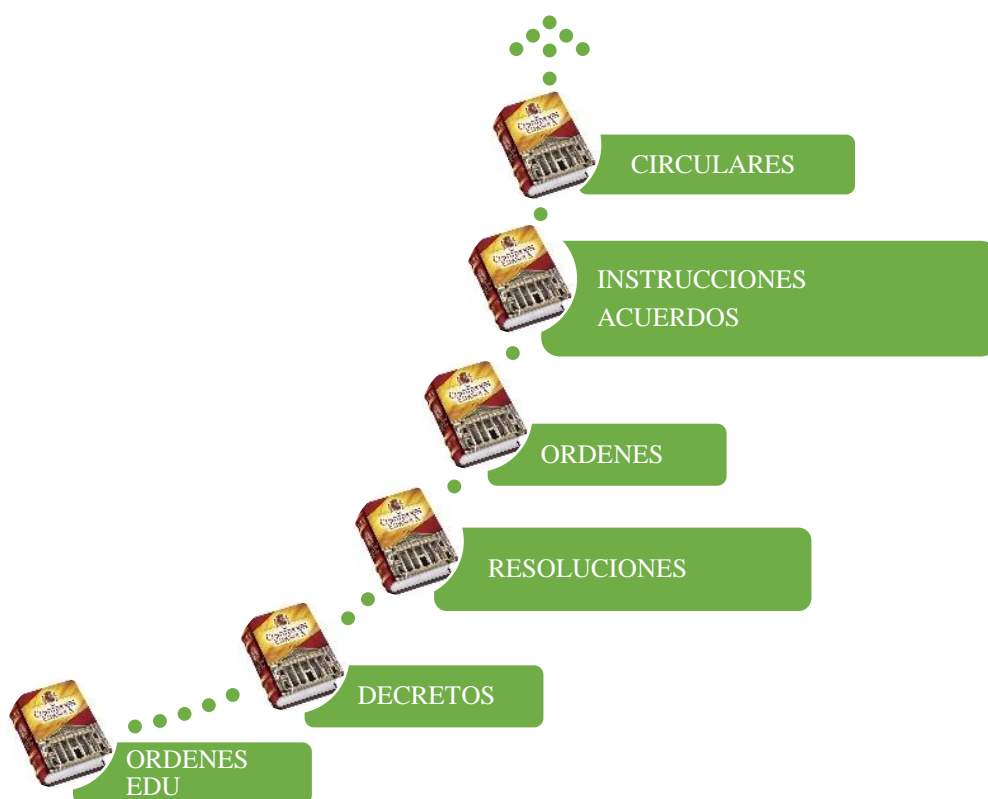 CIRCULARES
INSTRUCCIONES
ACUERDOS
ORDENES
RESOLUCIONES
DECRETOS
ORDENES
EDU